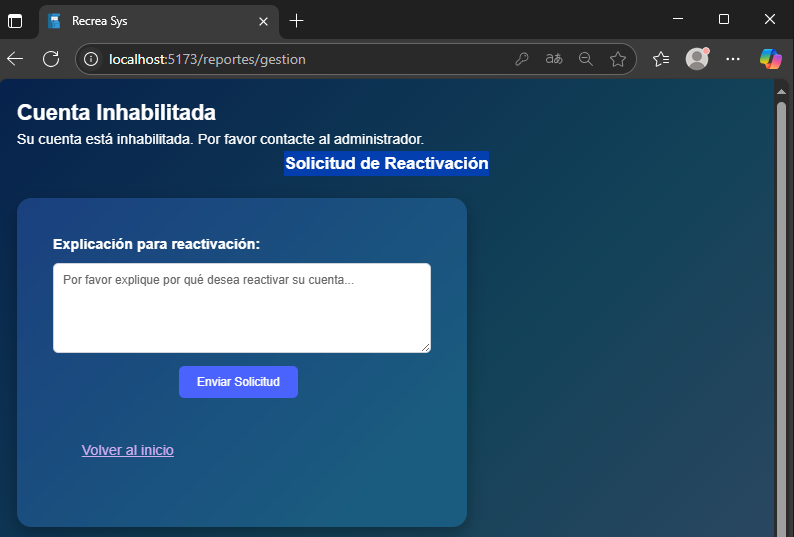 Recrea Sys
localhost:5173/reportes/gestion
Cuenta Inhabilitada
Su cuenta está inhabilitada. Por favor contacte al administrador.
Solicitud de Reactivación
Explicación para reactivación:
Por favor explique por qué desea reactivar su cuenta...
Enviar Solicitud
Volver al inicio